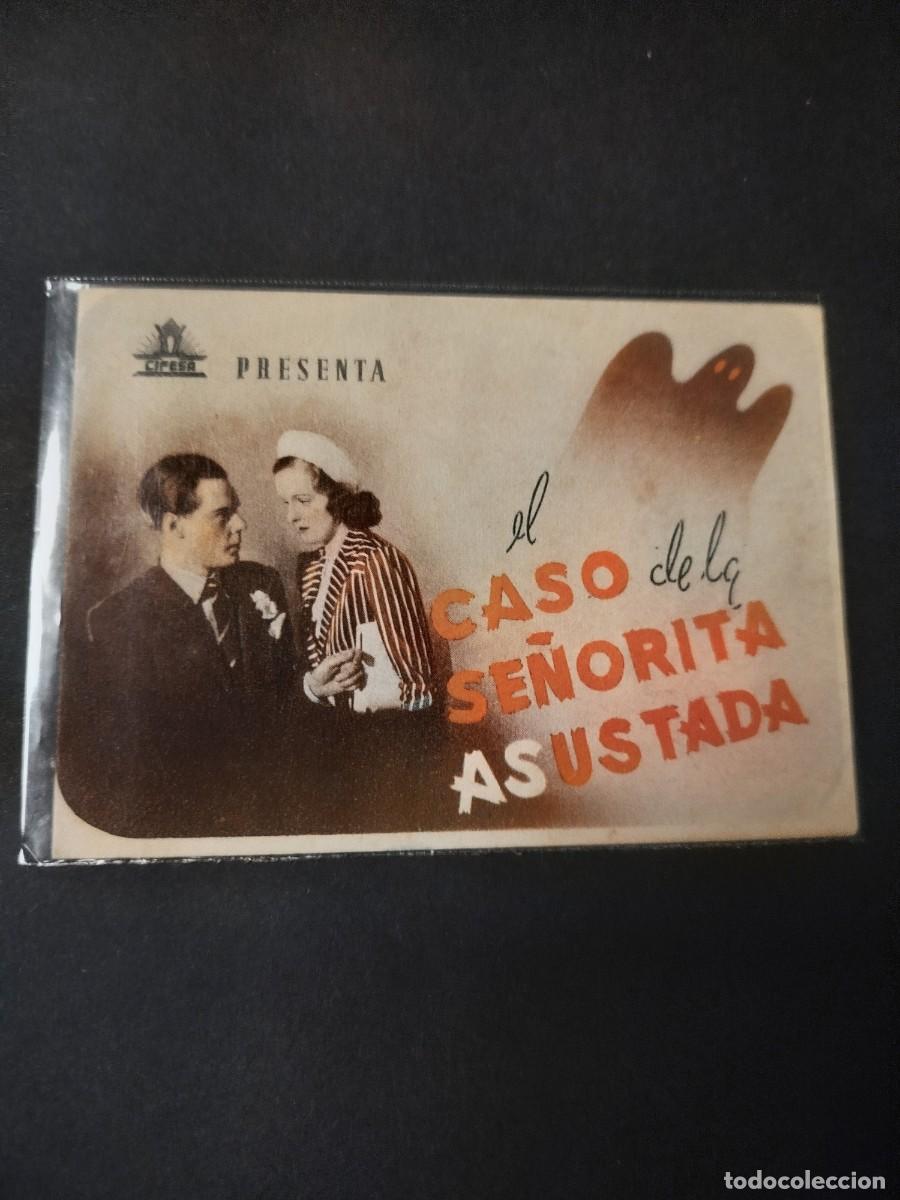 CIFESA
PRESENTA
el
CASO de la
SEÑORITA
ASUSTADA
todocoleccion